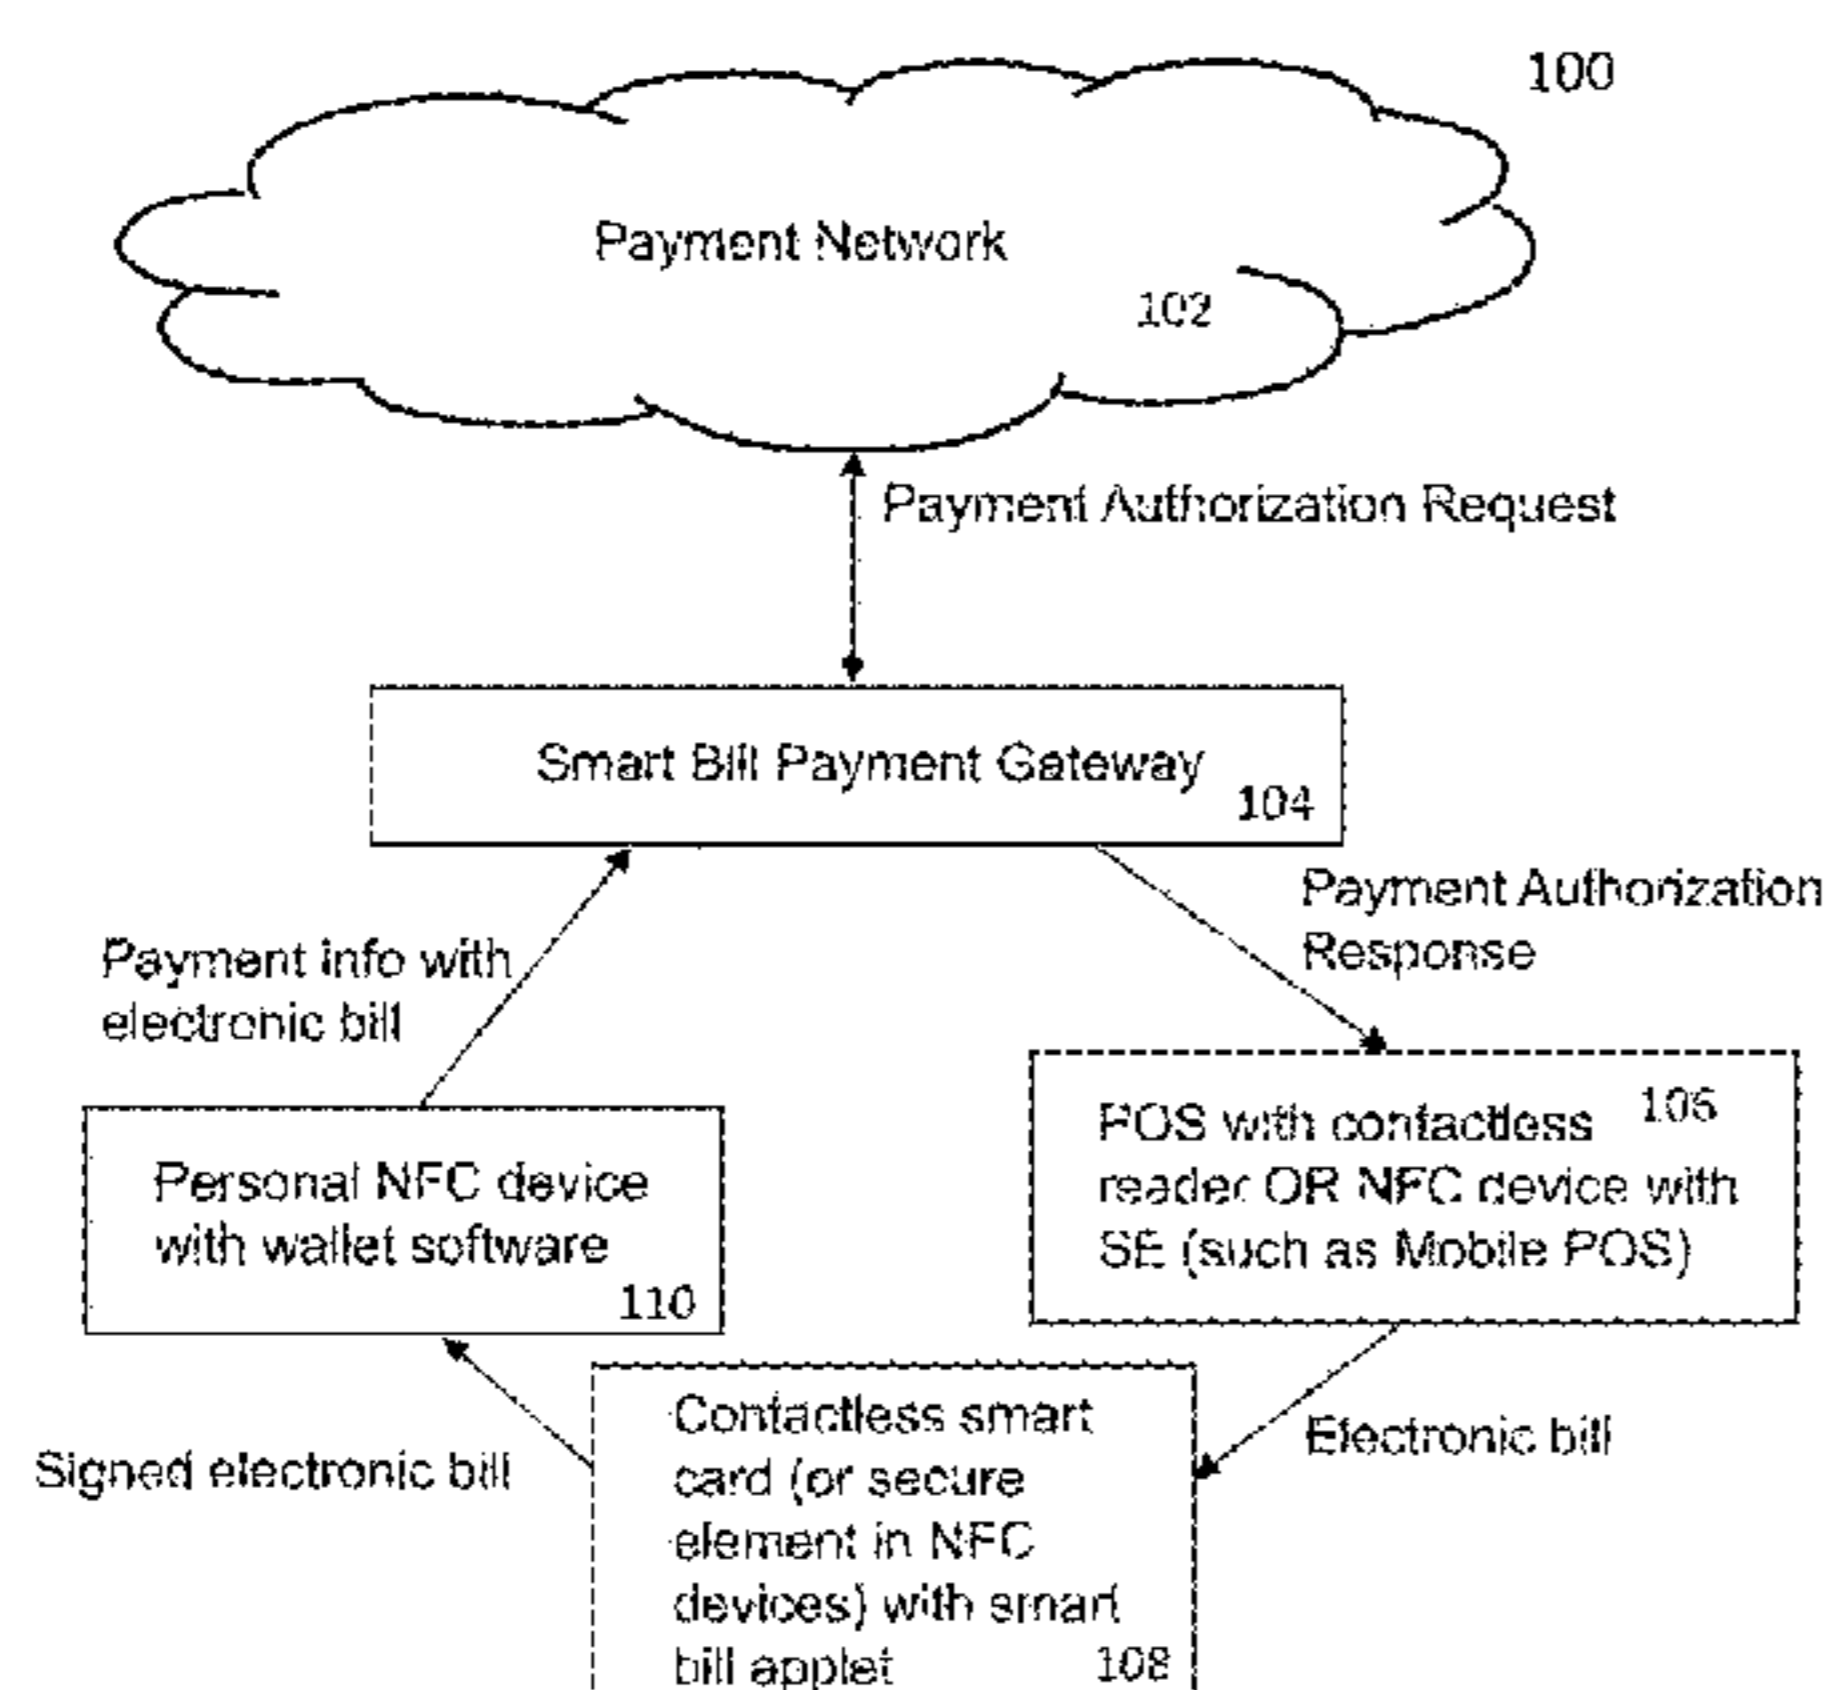 100
Payment Network
102
Payment Authorization Request
Smart Bill Payment Gateway
104
Payment Authorization
Response
Payment info with
electronic bill
POS with contactless 106
reader OR NFC device with
SE (such as Mobile POS)
Personal NFC device
with wallet software
110
Electronic bill
Signed electronic bill
Contactless smart
card (or secure
element in NFC
devices) with smart
bill applet 108